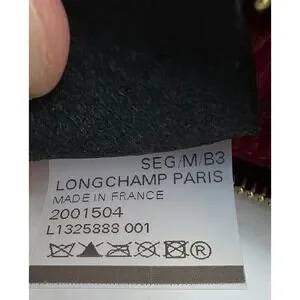 SEG/M/B3
LONGCHAMP PARIS
MADE IN FRANCE
2001504
L1325888 001
®